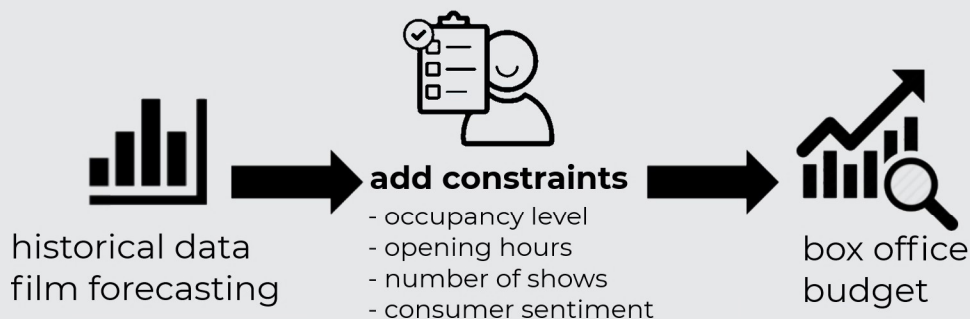 historical data
film forecasting
add constraints
- occupancy level
- opening hours
- number of shows
- consumer sentiment
box office
budget